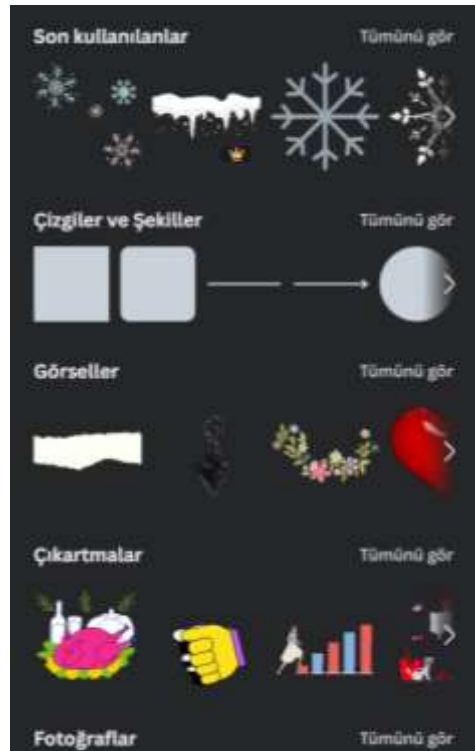 Son kullanılanlar Tümünü gör
Çizgiler ve Şekiller Tümünü gör
Görseller Tümünü gör
Çıkartmalar Tümünü gör
Fotoğraflar Tümünü gör